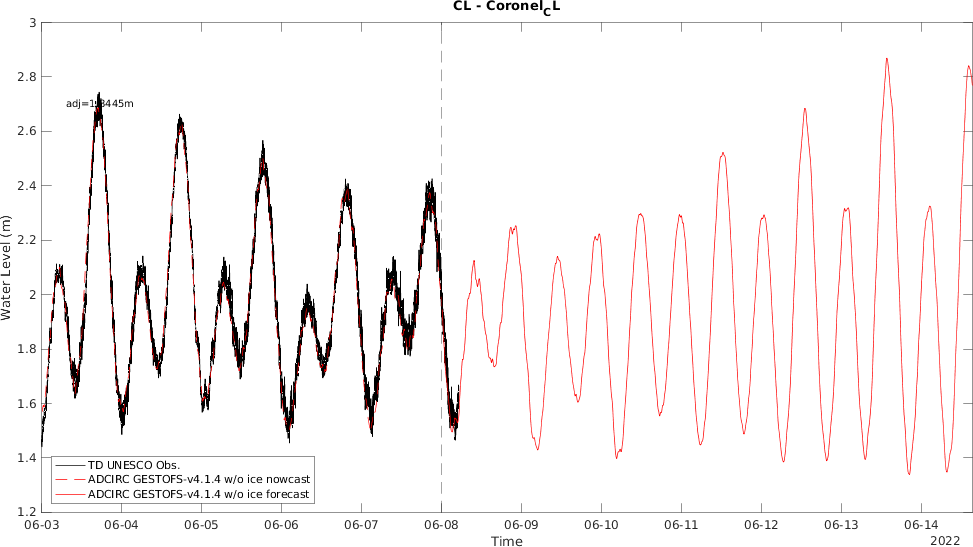 CL - Coronel_CL
3
2.8
adj=1.8445m
2.6
2.4
2.2
2
1.8
1.6
1.4
1.2
Water Level (m)
TD UNESCO Obs.
ADCIRC GESTOFS-v4.1.4 w/o ice nowcast
ADCIRC GESTOFS-v4.1.4 w/o ice forecast
06-03 06-04 06-05 06-06 06-07 06-08 06-09 06-10 06-11 06-12 06-13 06-14
Time
2022